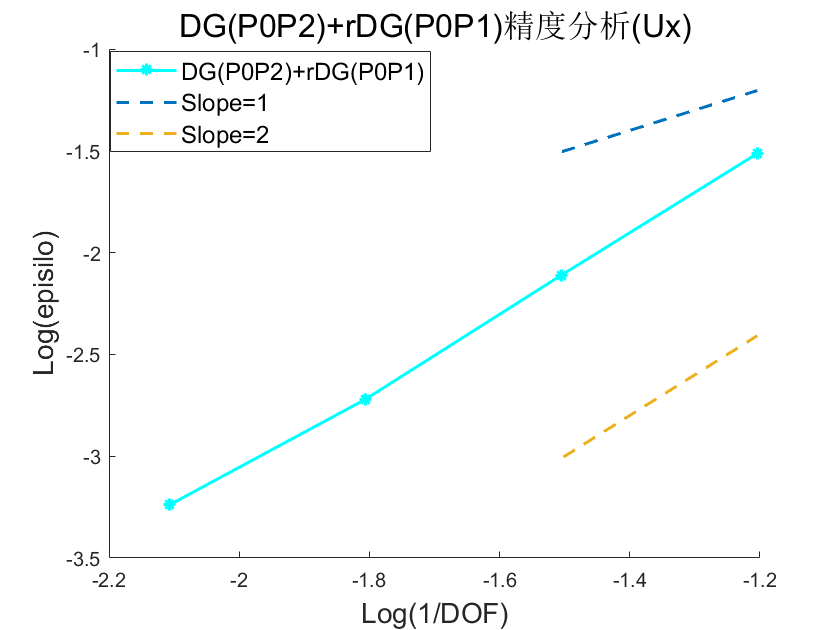 DG(P0P2)+rDG(P0P1)精度分析(Ux)
-1
DG(P0P2)+rDG(P0P1)
Slope=1
Slope=2
-1.5
-2
-2.5
-3
-3.5
Log(episilo)
-2.2
-2
-1.8
-1.6
-1.4
-1.2
Log(1/DOF)